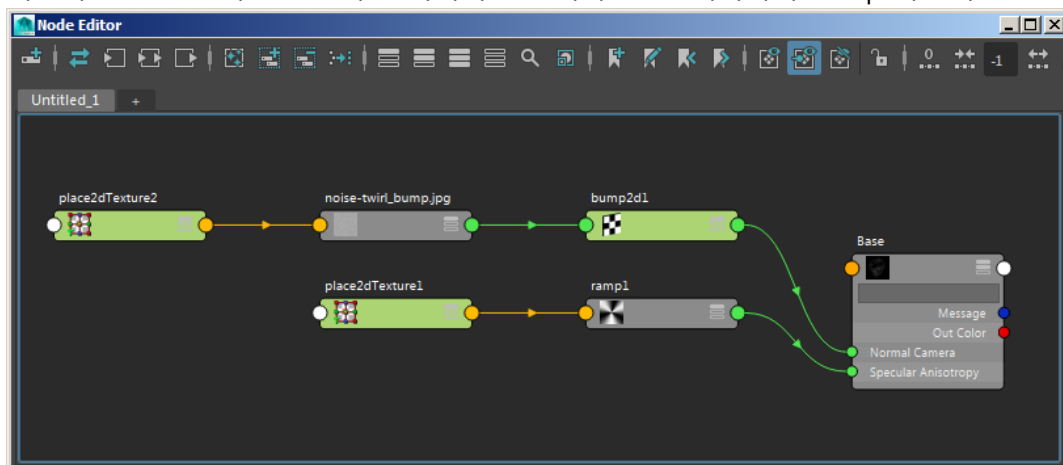 Node Editor
0
-1
Untitled_1 +
place2dTexture2
noise-twirl_bump.jpg
bump2d1
Base
place2dTexture1
ramp1
Message
Out Color
Normal Camera
Specular Anisotropy